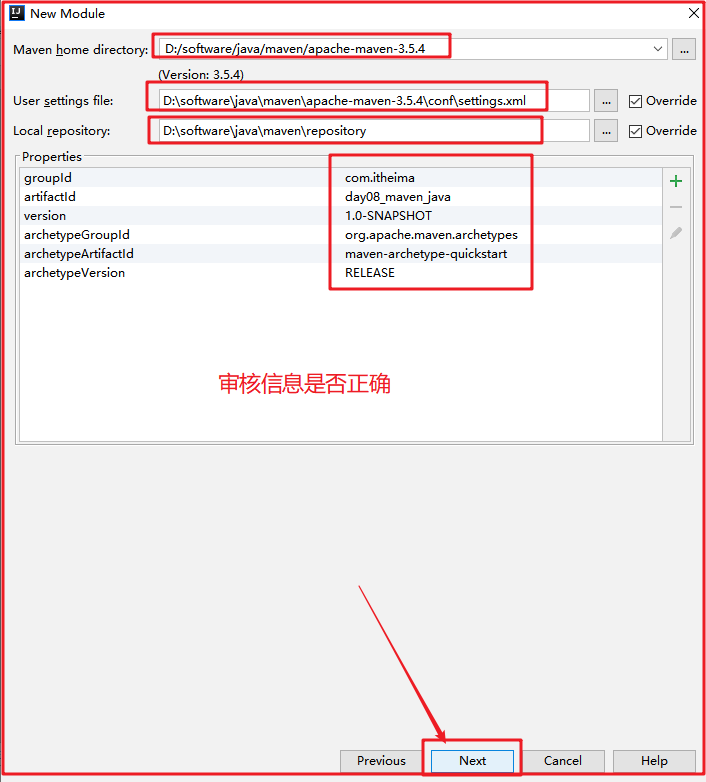 New Module
Maven home directory: D:/software/java/maven/apache-maven-3.5.4 ...
(Version: 3.5.4)
User settings file: D:\software\java\maven\apache-maven-3.5.4\conf\settings.xml ... Override
Local repository: D:\software\java\maven\repository ... Override
Properties
groupId com.itheima
artifactId day08_maven_java
version 1.0-SNAPSHOT
archetypeGroupId org.apache.maven.archetypes
archetypeArtifactId maven-archetype-quickstart
archetypeVersion RELEASE
审核信息是否正确
Previous Next Cancel Help